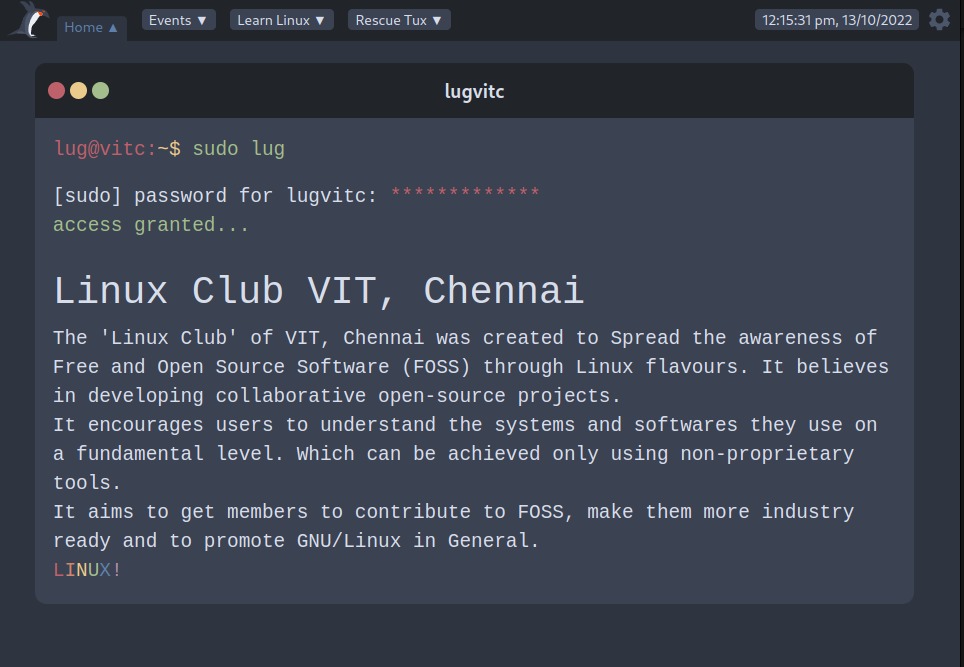 Home ▲ Events ▼ Learn Linux ▼ Rescue Tux ▼ 12:15:31 pm, 13/10/2022
lugvitc
lug@vitc:~$ sudo lug
[sudo] password for lugvitc: *************
access granted...
Linux Club VIT, Chennai
The 'Linux Club' of VIT, Chennai was created to Spread the awareness of
Free and Open Source Software (FOSS) through Linux flavours. It believes
in developing collaborative open-source projects.
It encourages users to understand the systems and softwares they use on
a fundamental level. Which can be achieved only using non-proprietary
tools.
It aims to get members to contribute to FOSS, make them more industry
ready and to promote GNU/Linux in General.
LINUX!